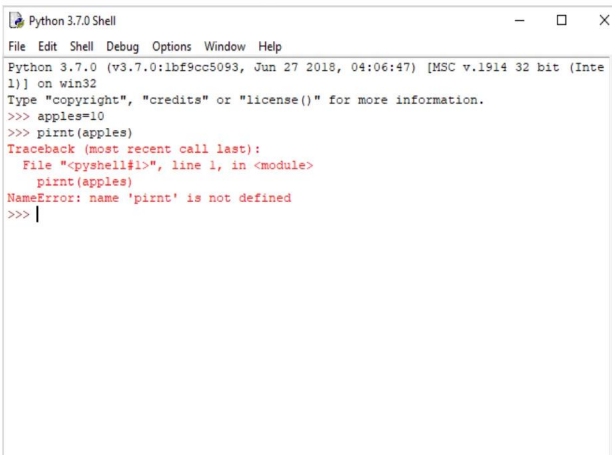 Python 3.7.0 Shell
File Edit Shell Debug Options Window Help
Python 3.7.0 (v3.7.0:1bf9cc5093, Jun 27 2018, 04:06:47) [MSC v.1914 32 bit (Inte
l)] on win32
Type "copyright", "credits" or "license()" for more information.
>>> apples=10
>>> pirnt(apples)
Traceback (most recent call last):
  File "<pyshell#1>", line 1, in <module>
    pirnt(apples)
NameError: name 'pirnt' is not defined
>>>